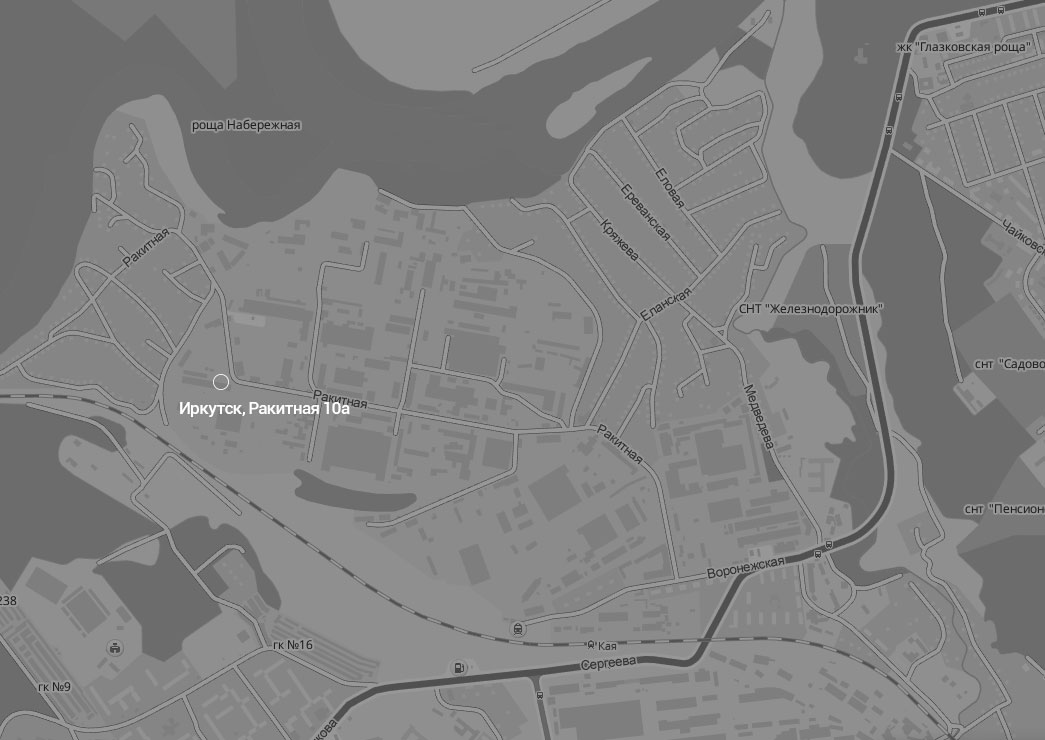 жк "Глазковская роща"
роща Набережная
Еловая
Ереванская
Кряжева
Ракитная
Чайковс
Еланская
СНТ "Железнодорожник"
снт "Садово
Иркутск, Ракитная 10а
Ракитная
Медведева
Ракитная
снт "Пенсион
Воронежская
238
Кая
гк №16
Сергеева
гк №9
кова